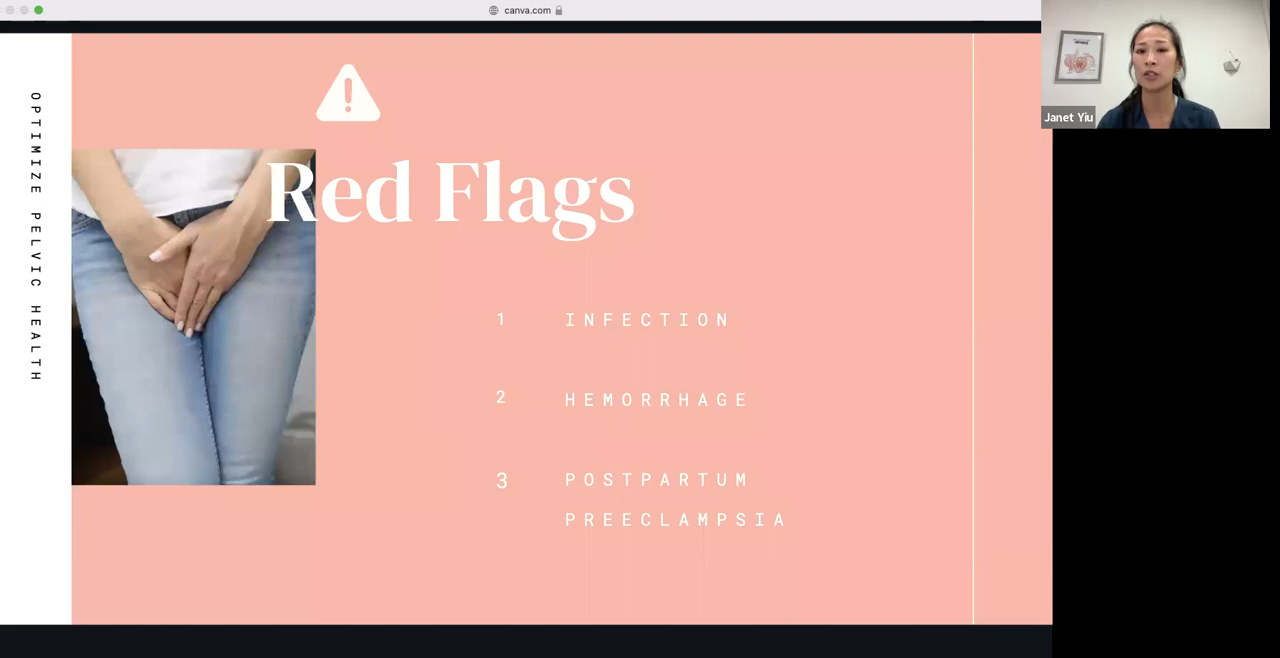 canva.com
OPTIMIZE PELVIC HEALTH
!
Red Flags
1 INFECTION
2 HEMORRHAGE
3 POSTPARTUM
PREECLAMPSIA
Janet Yiu